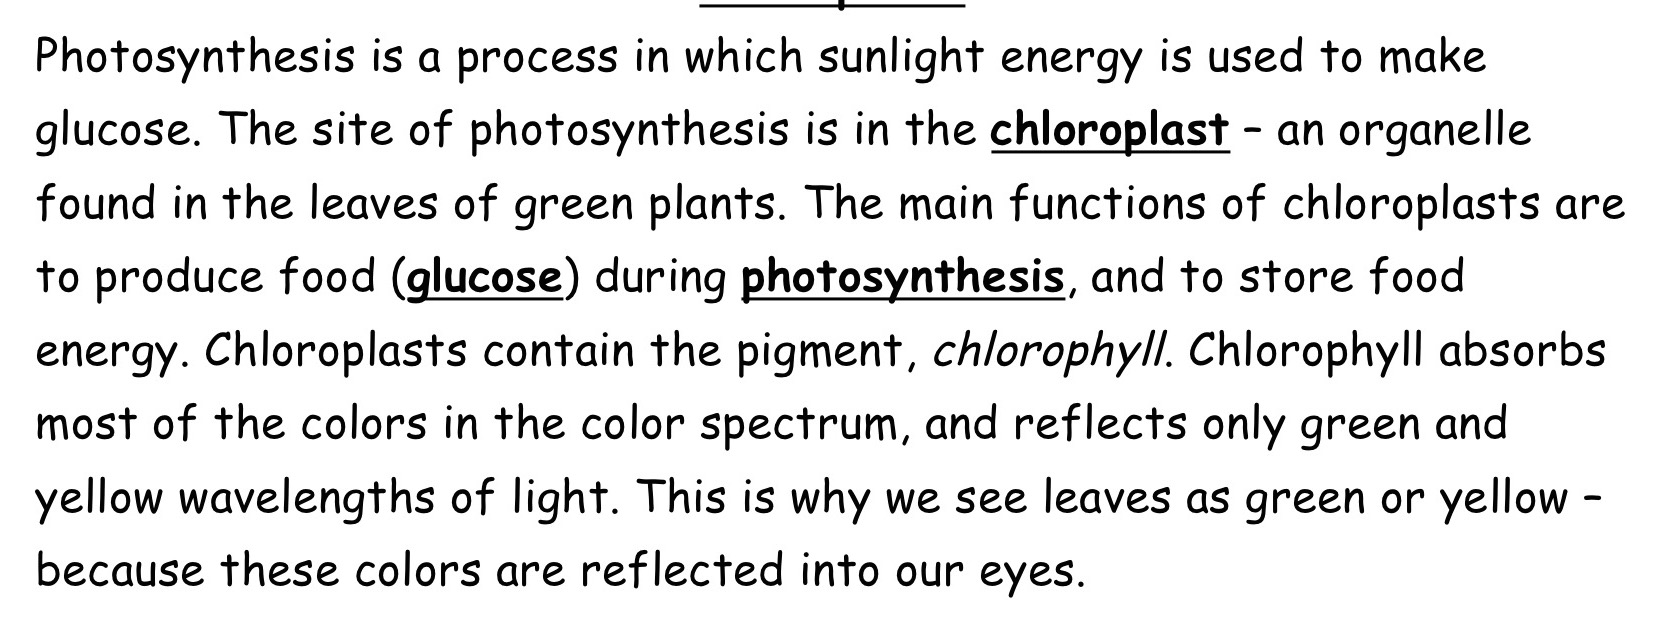 Photosynthesis is a process in which sunlight energy is used to make
glucose. The site of photosynthesis is in the chloroplast – an organelle
found in the leaves of green plants. The main functions of chloroplasts are
to produce food (glucose) during photosynthesis, and to store food
energy. Chloroplasts contain the pigment, chlorophyll. Chlorophyll absorbs
most of the colors in the color spectrum, and reflects only green and
yellow wavelengths of light. This is why we see leaves as green or yellow –
because these colors are reflected into our eyes.